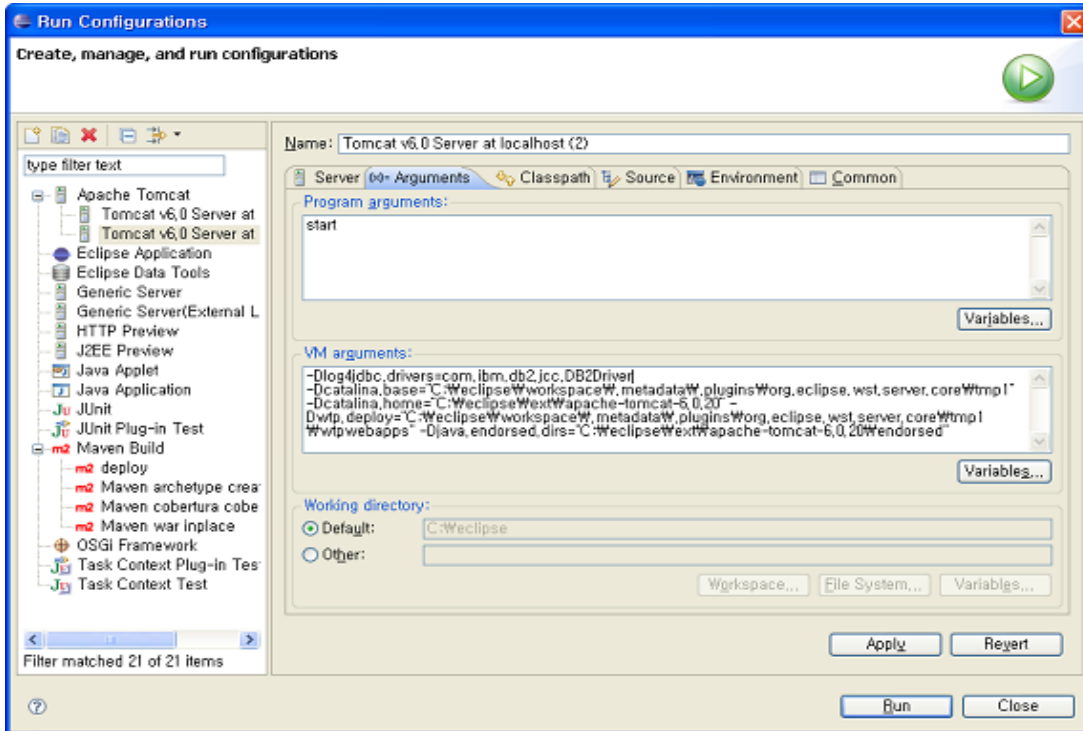 Run Configurations
Create, manage, and run configurations
type filter text
Apache Tomcat
Tomcat v6.0 Server at
Tomcat v6.0 Server at
Eclipse Application
Eclipse Data Tools
Generic Server
Generic Server(External L
HTTP Preview
J2EE Preview
Java Applet
Java Application
Ju JUnit
Jü JUnit Plug-in Test
m2 Maven Build
m2 deploy
m2 Maven archetype crea
m2 Maven cobertura cobe
m2 Maven war inplace
OSGi Framework
Task Context Plug-in Tes
Task Context Test
Filter matched 21 of 21 items
Name: Tomcat v6.0 Server at localhost (2)
Server (x)= Arguments Classpath Source Environment Common
Program arguments:
start
Variables...
VM arguments:
-Dlog4jdbc.drivers=com.ibm.db2.jcc.DB2Driver
-Dcatalina.base="C:₩eclipse₩workspace₩.metadata₩.plugins₩org.eclipse.wst.server.core₩tmp1"
-Dcatalina.home="C:₩eclipse₩ext₩apache-tomcat-6.0.20" -
Dwtp.deploy="C:₩eclipse₩workspace₩.metadata₩.plugins₩org.eclipse.wst.server.core₩tmp1
₩wtpwebapps" -Djava.endorsed.dirs="C:₩eclipse₩ext₩apache-tomcat-6.0.20₩endorsed"
Variables...
Working directory:
Default: C:₩eclipse
Other:
Workspace... File System... Variables...
Apply Revert
Run Close